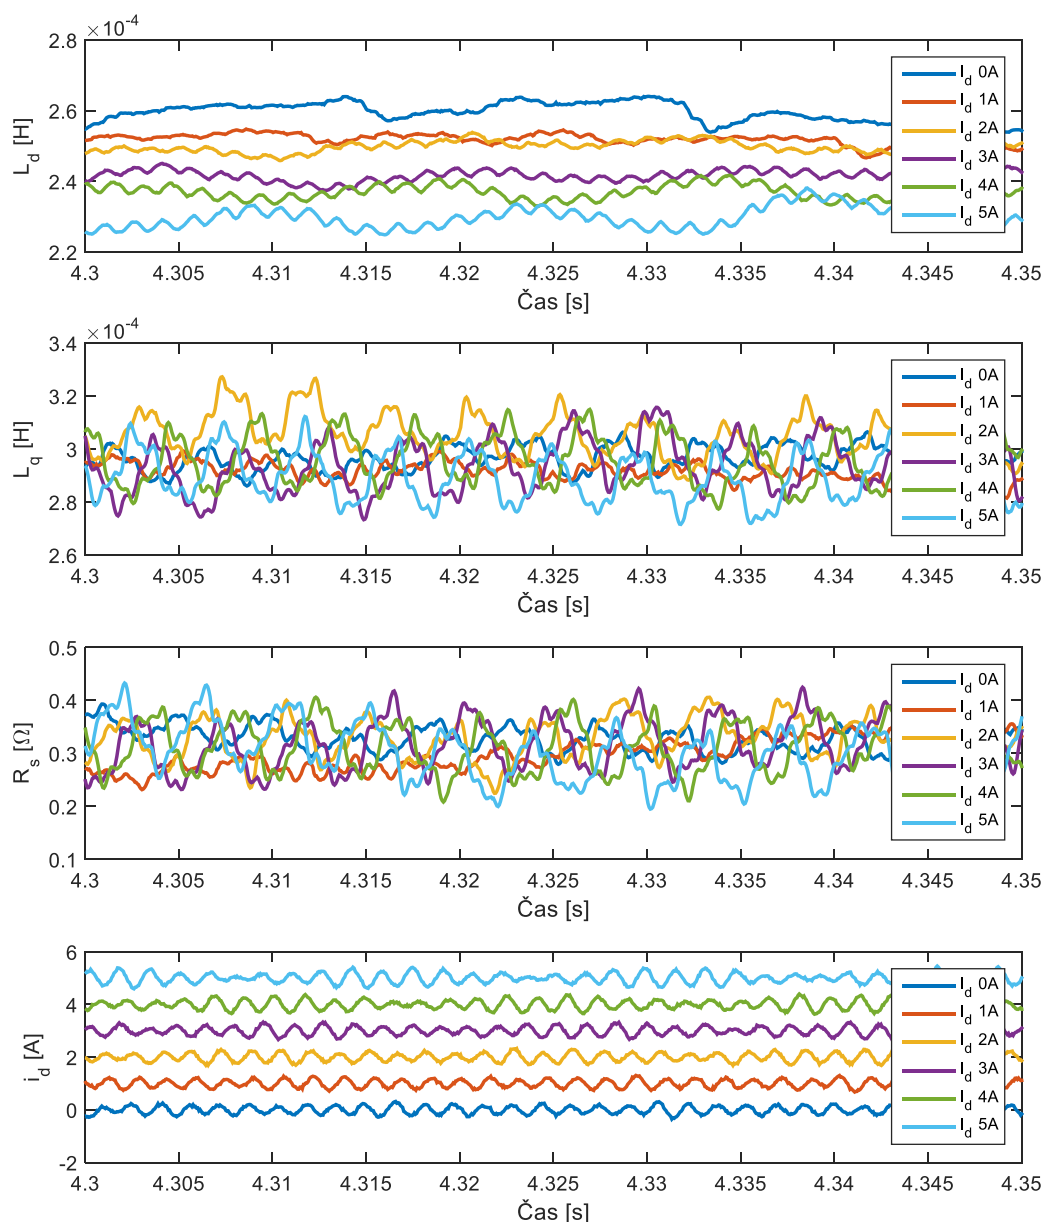 ×10-4
2.8
2.6
2.4
2.2
L_d [H]
4.3 4.305 4.31 4.315 4.32 4.325 4.33 4.335 4.34 4.345 4.35
Čas [s]
I_d 0A
I_d 1A
I_d 2A
I_d 3A
I_d 4A
I_d 5A
×10-4
3.4
3.2
3
2.8
2.6
L_q [H]
4.3 4.305 4.31 4.315 4.32 4.325 4.33 4.335 4.34 4.345 4.35
Čas [s]
I_d 0A
I_d 1A
I_d 2A
I_d 3A
I_d 4A
I_d 5A
0.5
0.4
0.3
0.2
0.1
R_s [Ω]
4.3 4.305 4.31 4.315 4.32 4.325 4.33 4.335 4.34 4.345 4.35
Čas [s]
I_d 0A
I_d 1A
I_d 2A
I_d 3A
I_d 4A
I_d 5A
6
4
2
0
-2
i_d [A]
4.3 4.305 4.31 4.315 4.32 4.325 4.33 4.335 4.34 4.345 4.35
Čas [s]
I_d 0A
I_d 1A
I_d 2A
I_d 3A
I_d 4A
I_d 5A